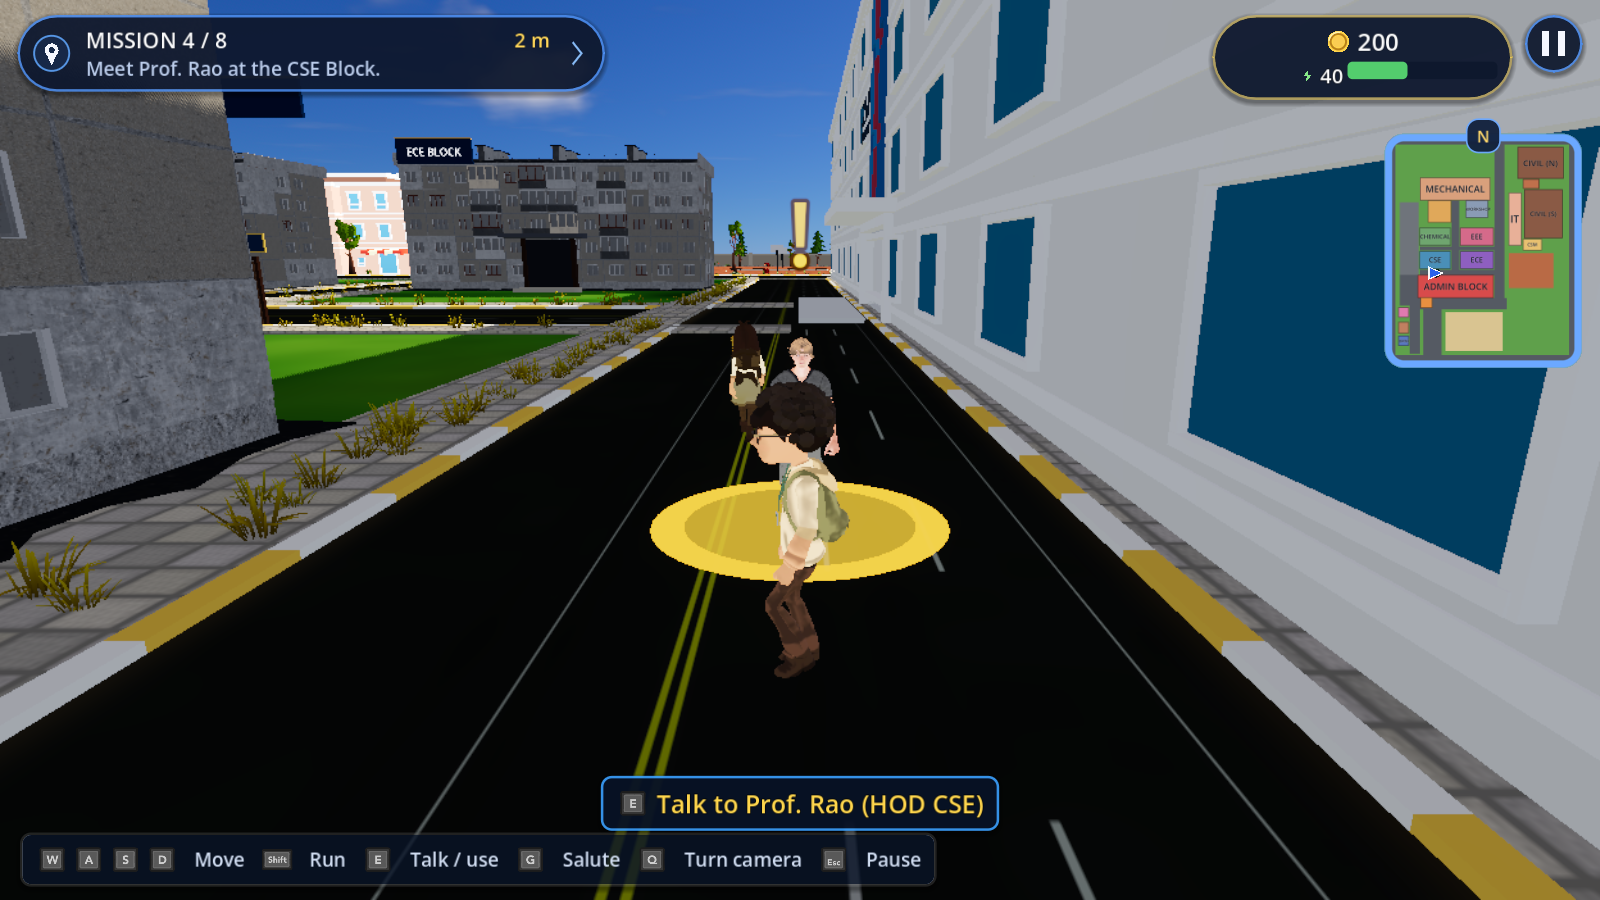 MISSION 4 / 8
2 m
Meet Prof. Rao at the CSE Block.
200
40
N
ECE BLOCK
CIVIL (N)
MECHANICAL
CIVIL (S)
IT
CHEMICAL
EEE
CSE
ECE
ADMIN BLOCK
E Talk to Prof. Rao (HOD CSE)
W A S D Move Shift Run E Talk / use G Salute Q Turn camera Esc Pause